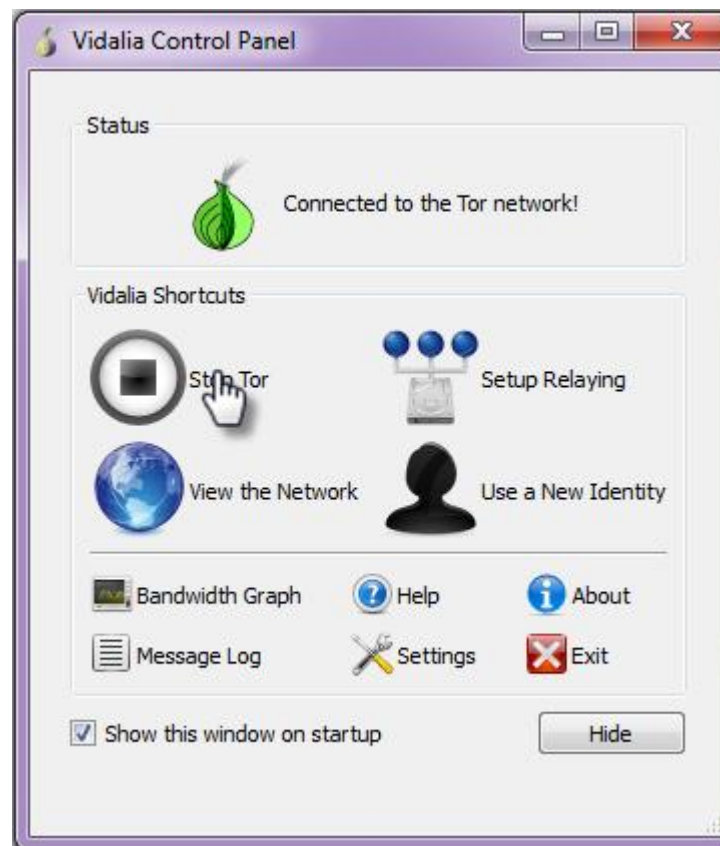 Vidalia Control Panel
Status
Connected to the Tor network!
Vidalia Shortcuts
Stop Tor
Setup Relaying
View the Network
Use a New Identity
Bandwidth Graph
Help
About
Message Log
Settings
Exit
Show this window on startup
Hide